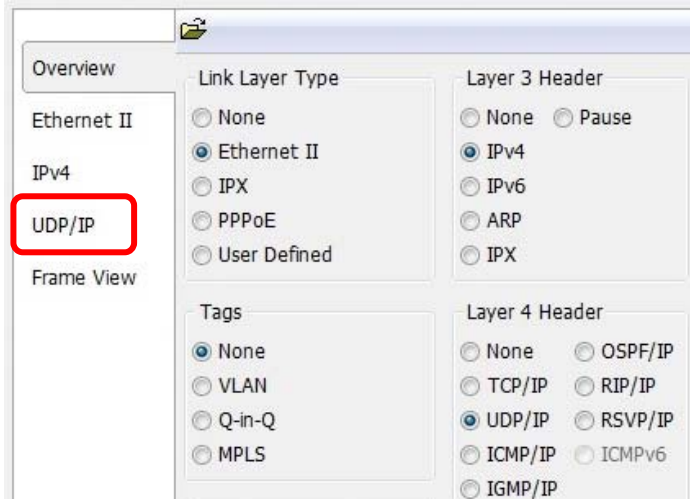 Overview
Ethernet II
IPv4
UDP/IP
Frame View
Link Layer Type
None
Ethernet II
IPX
PPPoE
User Defined
Layer 3 Header
None Pause
IPv4
IPv6
ARP
IPX
Tags
None
VLAN
Q-in-Q
MPLS
Layer 4 Header
None OSPF/IP
TCP/IP RIP/IP
UDP/IP RSVP/IP
ICMP/IP ICMPv6
IGMP/IP